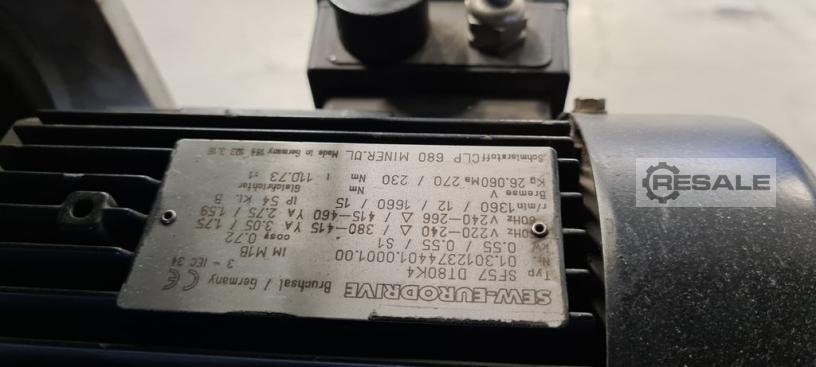 SEW-EURODRIVE
Bruchsal / Germany CE
Typ SF57 DT80K4 3 ~ IEC 34
Nr. 01.3012374401.0001.00 IM M1B
kW 0.55 / 0.55 / S1 cosφ 0.72
50Hz V220-240 △ / 380-415 YA 3.05 / 1.75
60Hz V240-266 △ / 415-460 YA 2.75 / 1.59
r/min 1360 / 12 / 1660 / 15 IP 54 Kl. B
Bremse Nm Gleichrichter
Kg 26.060 Ma 270 / 230 Nm i 110.73 :1
Schmierstoff CLP 680 MINER.ÖL Made in Germany
RESALE